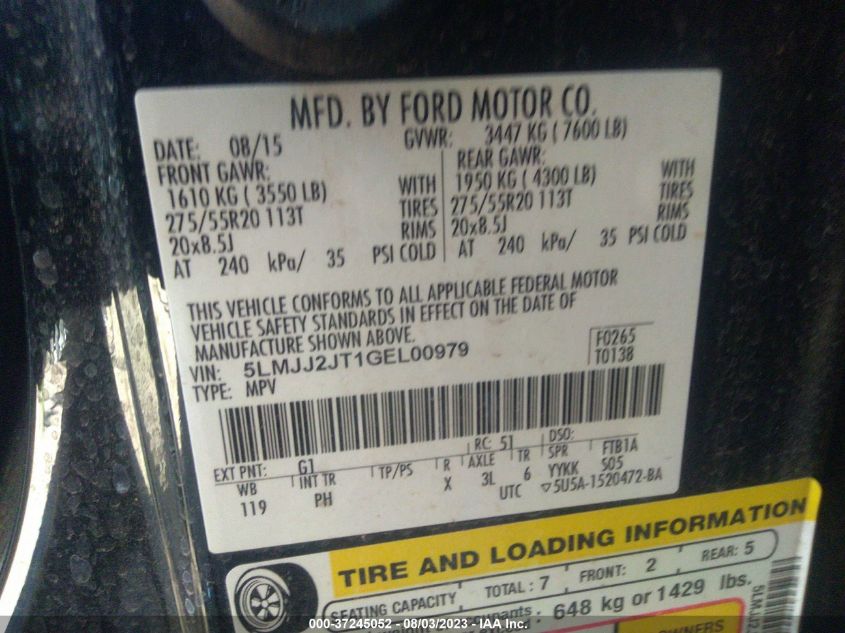 MFD. BY FORD MOTOR CO.
DATE: 08/15 GVWR: 3447 KG ( 7600 LB)
FRONT GAWR: REAR GAWR:
1610 KG ( 3550 LB) WITH 1950 KG ( 4300 LB) WITH
275/55R20 113T TIRES 275/55R20 113T TIRES
20x8.5J RIMS 20x8.5J RIMS
AT 240 kPa/ 35 PSI COLD AT 240 kPa/ 35 PSI COLD
THIS VEHICLE CONFORMS TO ALL APPLICABLE FEDERAL MOTOR
VEHICLE SAFETY STANDARDS IN EFFECT ON THE DATE OF
MANUFACTURE SHOWN ABOVE.
VIN: 5LMJJ2JT1GEL00979 F0265
TYPE: MPV T0138
EXT PNT: G1 RC: 51 DSO:
WB INT TR TP/PS R AXLE TR SPR FTB1A
119 PH X 3L 6 YYKK S05
UTC ▽5U5A-1520472-BA
TIRE AND LOADING INFORMATION
SEATING CAPACITY TOTAL : 7 FRONT: 2 REAR: 5
: 648 kg or 1429 lbs.
OWNERS
000-37245052 - 08/03/2023 - IAA Inc.